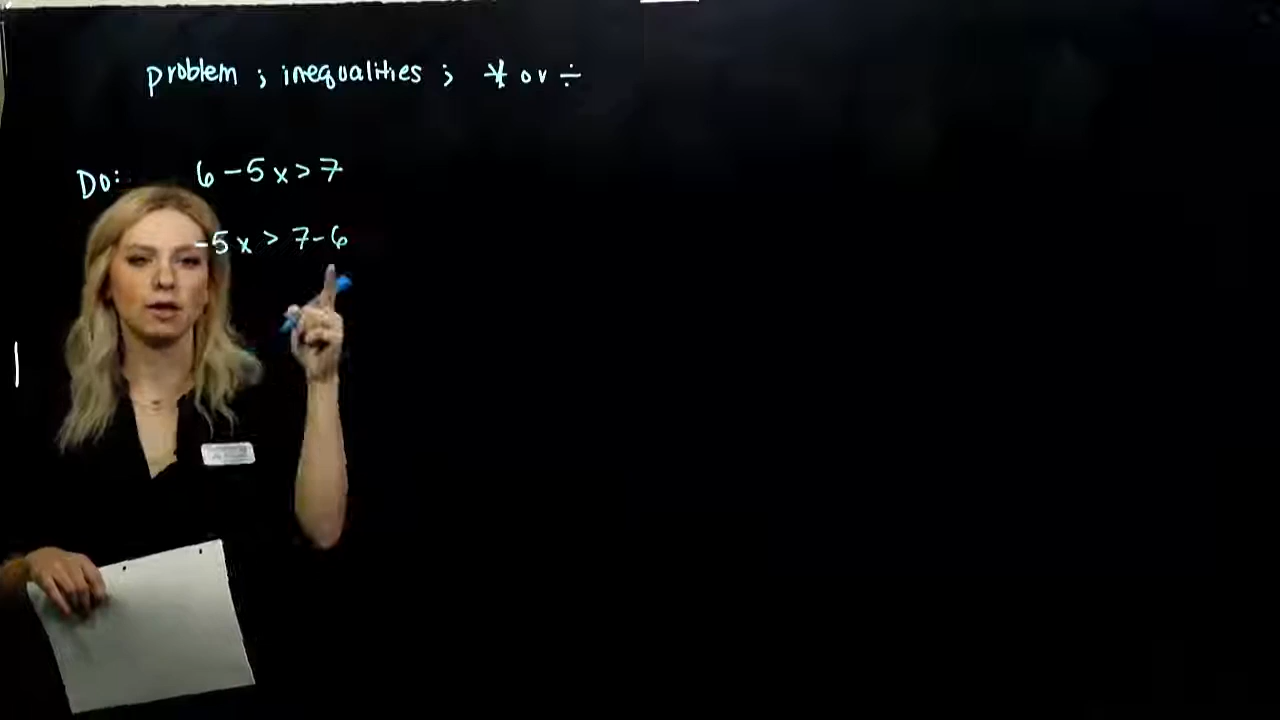 problem ; inequalities ; * or ÷
Do: 6 - 5x > 7
-5x > 7 - 6